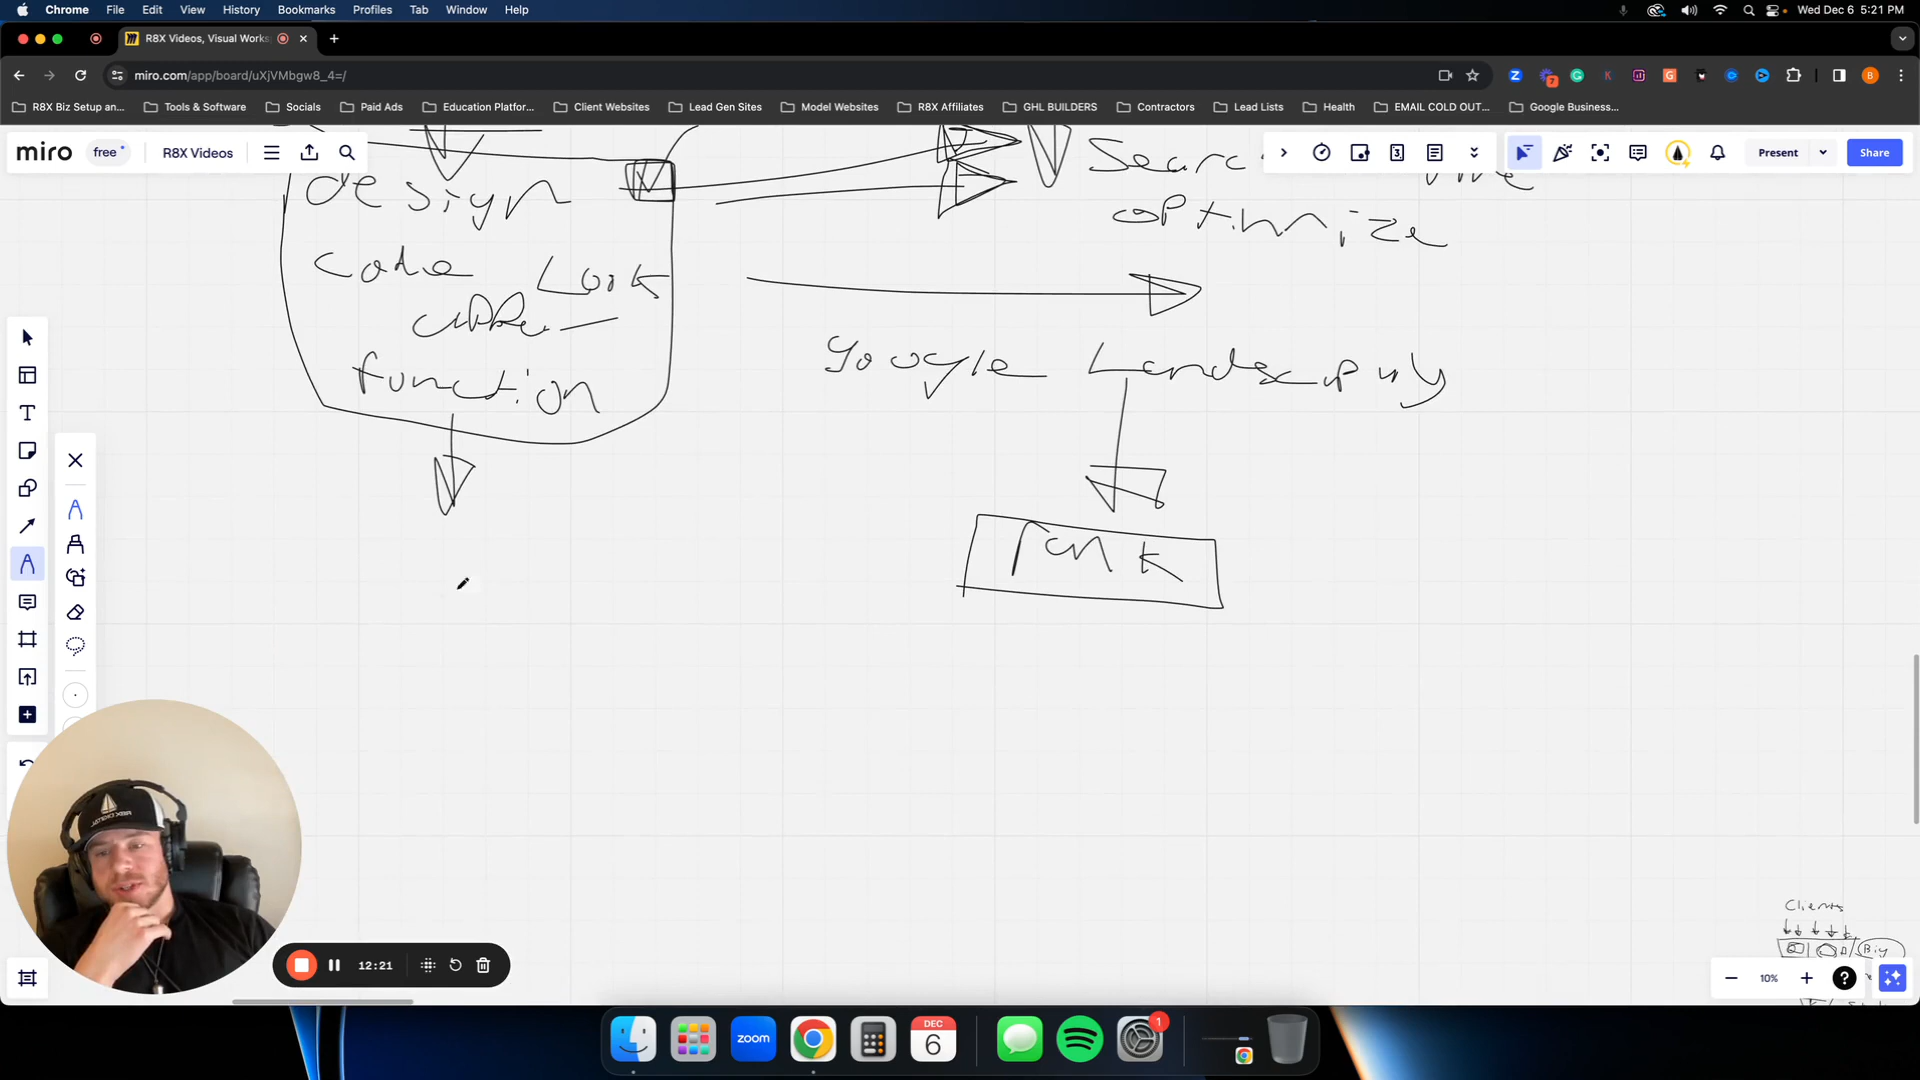 Chrome File Edit View History Bookmarks Profiles Tab Window Help Wed Dec 6 5:21 PM
R8X Videos, Visual Works
miro.com/app/board/uXjVMbgw8_4=/
R8X Biz Setup an... Tools & Software Socials Paid Ads Education Platfor... Client Websites Lead Gen Sites Model Websites R8X Affiliates GHL BUILDERS Contractors Lead Lists Health EMAIL COLD OUT... Google Business...
miro free R8X Videos Present Share
design
optimize
code Look
function
google Landscaping
rank
Clients
Biz
12:21
10%
zoom
DEC
6
1